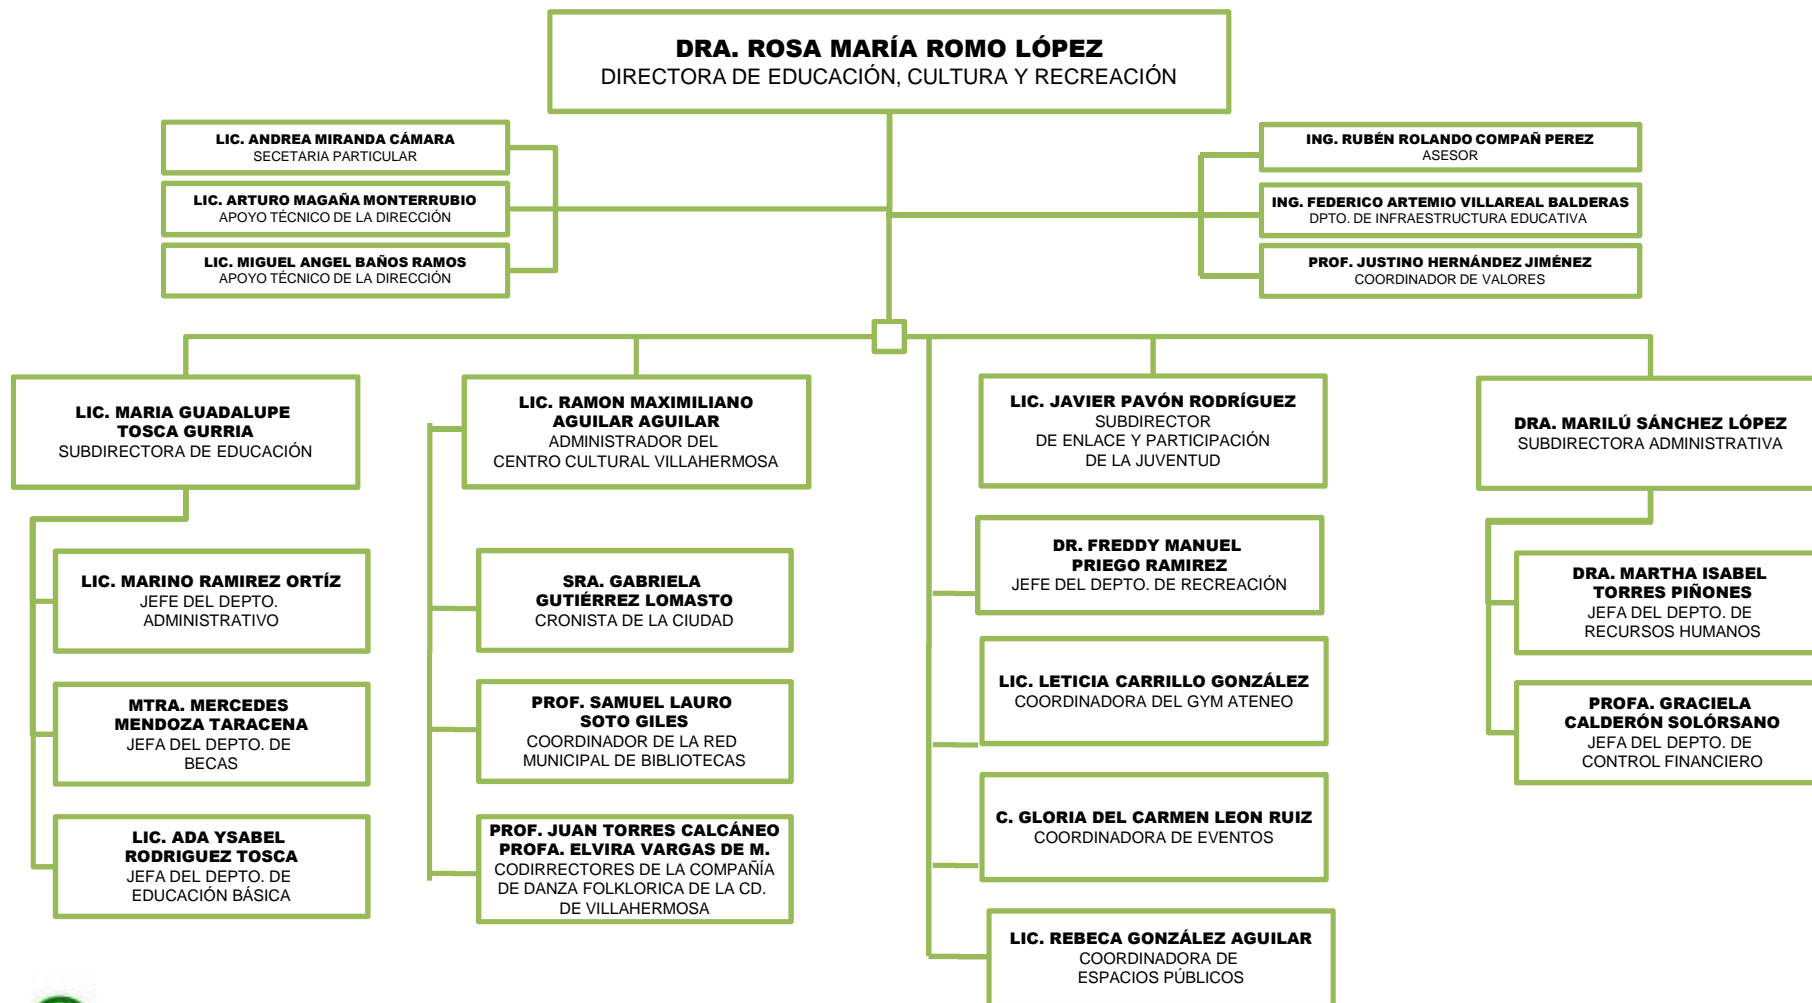 DRA. ROSA MARÍA ROMO LÓPEZ
DIRECTORA DE EDUCACIÓN, CULTURA Y RECREACIÓN
LIC. ANDREA MIRANDA CÁMARA
SECETARIA PARTICULAR
LIC. ARTURO MAGAÑA MONTERRUBIO
APOYO TÉCNICO DE LA DIRECCIÓN
LIC. MIGUEL ANGEL BAÑOS RAMOS
APOYO TÉCNICO DE LA DIRECCIÓN
ING. RUBÉN ROLANDO COMPAÑ PEREZ
ASESOR
ING. FEDERICO ARTEMIO VILLAREAL BALDERAS
DPTO. DE INFRAESTRUCTURA EDUCATIVA
PROF. JUSTINO HERNÁNDEZ JIMÉNEZ
COORDINADOR DE VALORES
LIC. MARIA GUADALUPE
TOSCA GURRIA
SUBDIRECTORA DE EDUCACIÓN
LIC. MARINO RAMIREZ ORTÍZ
JEFE DEL DEPTO.
ADMINISTRATIVO
MTRA. MERCEDES
MENDOZA TARACENA
JEFA DEL DEPTO. DE
BECAS
LIC. ADA YSABEL
RODRIGUEZ TOSCA
JEFA DEL DEPTO. DE
EDUCACIÓN BÁSICA
LIC. RAMON MAXIMILIANO
AGUILAR AGUILAR
ADMINISTRADOR DEL
CENTRO CULTURAL VILLAHERMOSA
SRA. GABRIELA
GUTIÉRREZ LOMASTO
CRONISTA DE LA CIUDAD
PROF. SAMUEL LAURO
SOTO GILES
COORDINADOR DE LA RED
MUNICIPAL DE BIBLIOTECAS
PROF. JUAN TORRES CALCÁNEO
PROFA. ELVIRA VARGAS DE M.
CODIRRECTORES DE LA COMPAÑÍA
DE DANZA FOLKLORICA DE LA CD.
DE VILLAHERMOSA
LIC. JAVIER PAVÓN RODRÍGUEZ
SUBDIRECTOR
DE ENLACE Y PARTICIPACIÓN
DE LA JUVENTUD
DR. FREDDY MANUEL
PRIEGO RAMIREZ
JEFE DEL DEPTO. DE RECREACIÓN
LIC. LETICIA CARRILLO GONZÁLEZ
COORDINADORA DEL GYM ATENEO
C. GLORIA DEL CARMEN LEON RUIZ
COORDINADORA DE EVENTOS
LIC. REBECA GONZÁLEZ AGUILAR
COORDINADORA DE
ESPACIOS PÚBLICOS
DRA. MARILÚ SÁNCHEZ LÓPEZ
SUBDIRECTORA ADMINISTRATIVA
DRA. MARTHA ISABEL
TORRES PIÑONES
JEFA DEL DEPTO. DE
RECURSOS HUMANOS
PROFA. GRACIELA
CALDERÓN SOLÓRSANO
JEFA DEL DEPTO. DE
CONTROL FINANCIERO